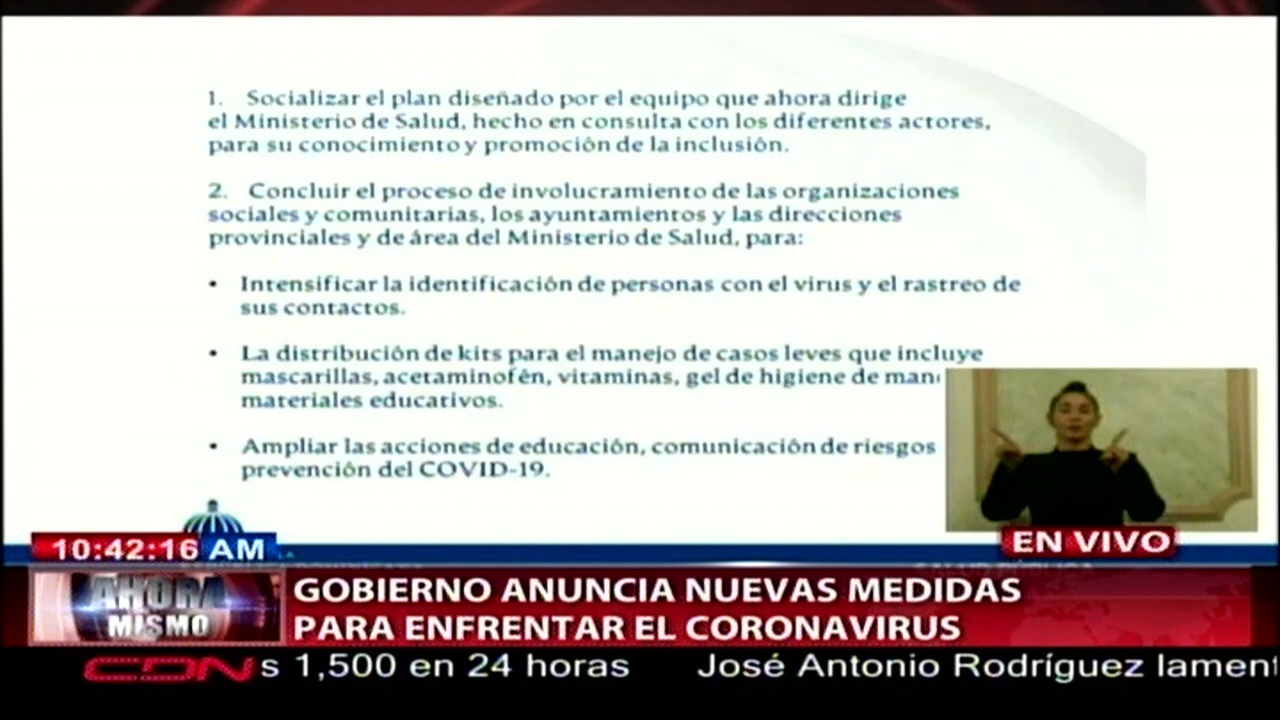 1. Socializar el plan diseñado por el equipo que ahora dirige
el Ministerio de Salud, hecho en consulta con los diferentes actores,
para su conocimiento y promoción de la inclusión.
2. Concluir el proceso de involucramiento de las organizaciones
sociales y comunitarias, los ayuntamientos y las direcciones
provinciales y de área del Ministerio de Salud, para:
• Intensificar la identificación de personas con el virus y el rastreo de
sus contactos.
• La distribución de kits para el manejo de casos leves que incluye
mascarillas, acetaminofén, vitaminas, gel de higiene de
materiales educativos.
• Ampliar las acciones de educación, comunicación de riesgos
prevención del COVID-19.
10:42:16 AM
EN VIVO
AHORA
MISMO
GOBIERNO ANUNCIA NUEVAS MEDIDAS
PARA ENFRENTAR EL CORONAVIRUS
CDN s 1,500 en 24 horas José Antonio Rodríguez lament